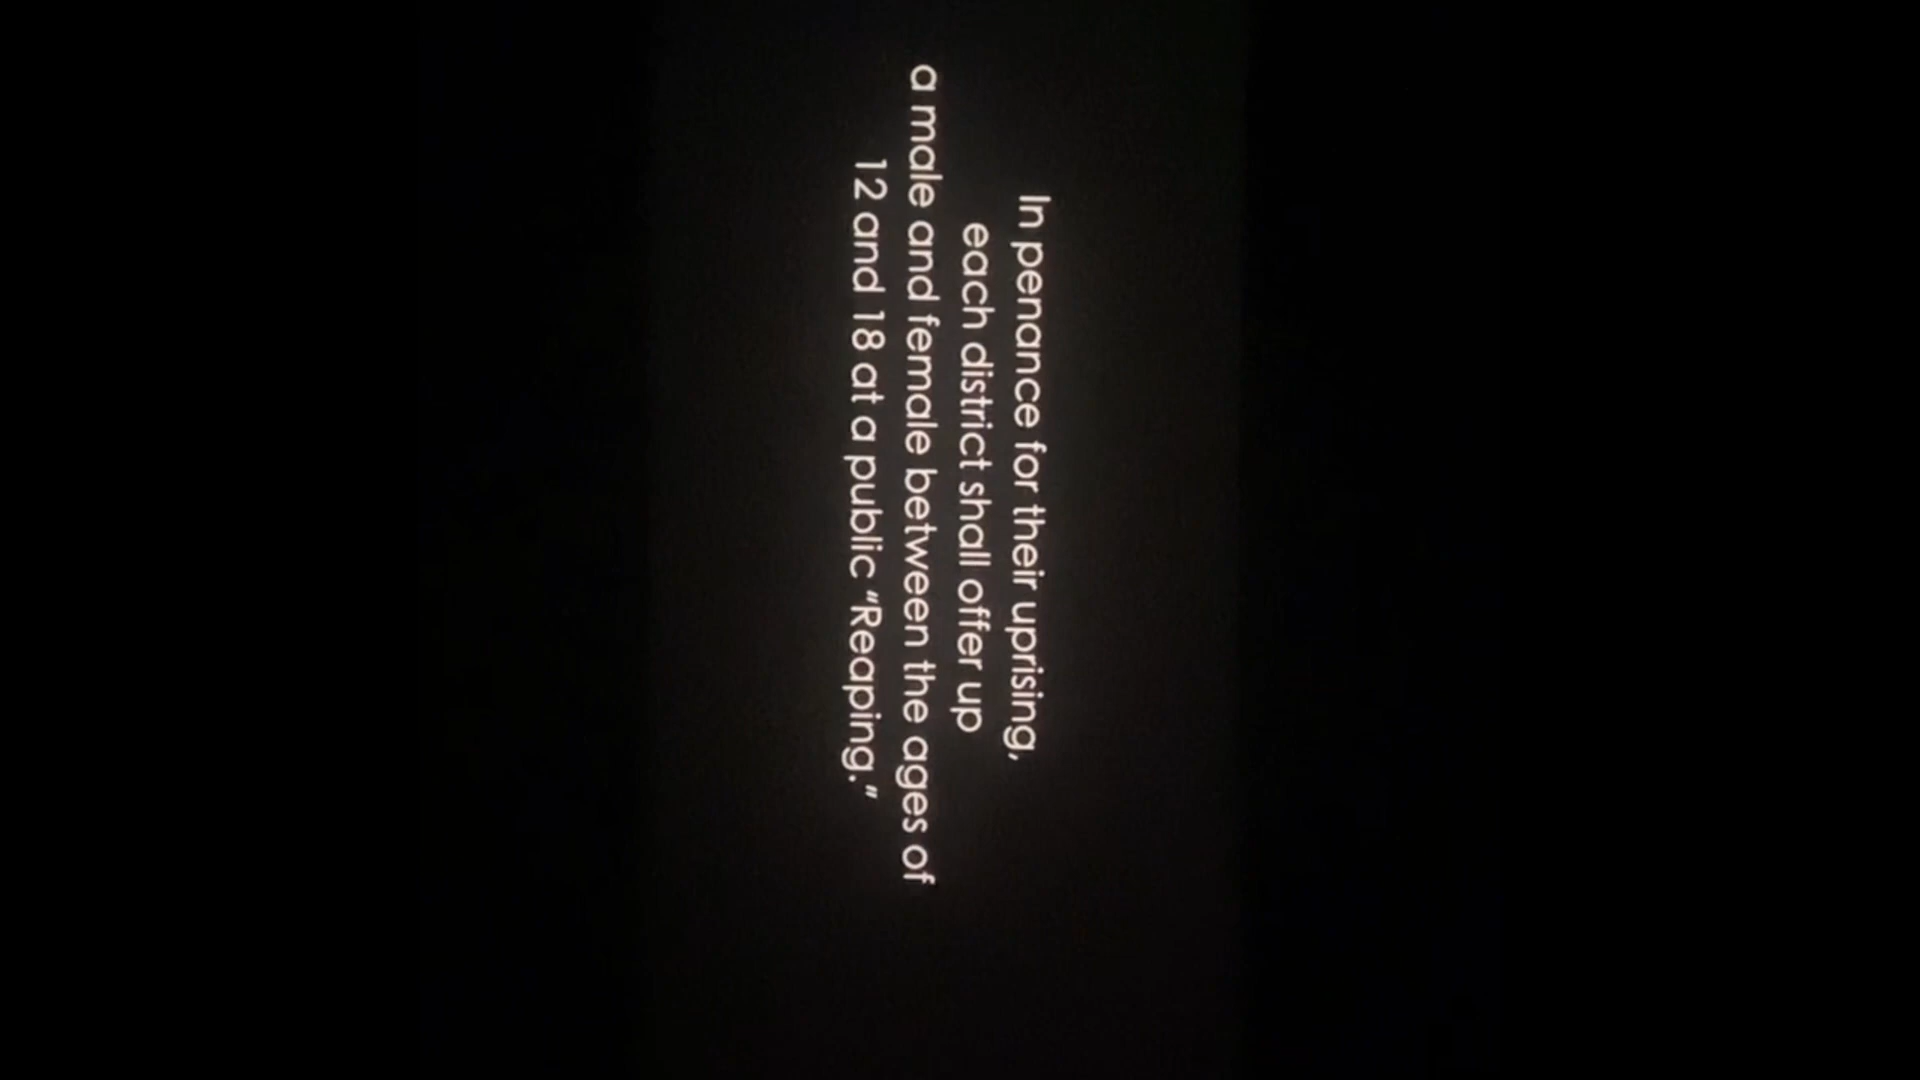 In penance for their uprising,
each district shall offer up
a male and female between the ages of
12 and 18 at a public “Reaping.”